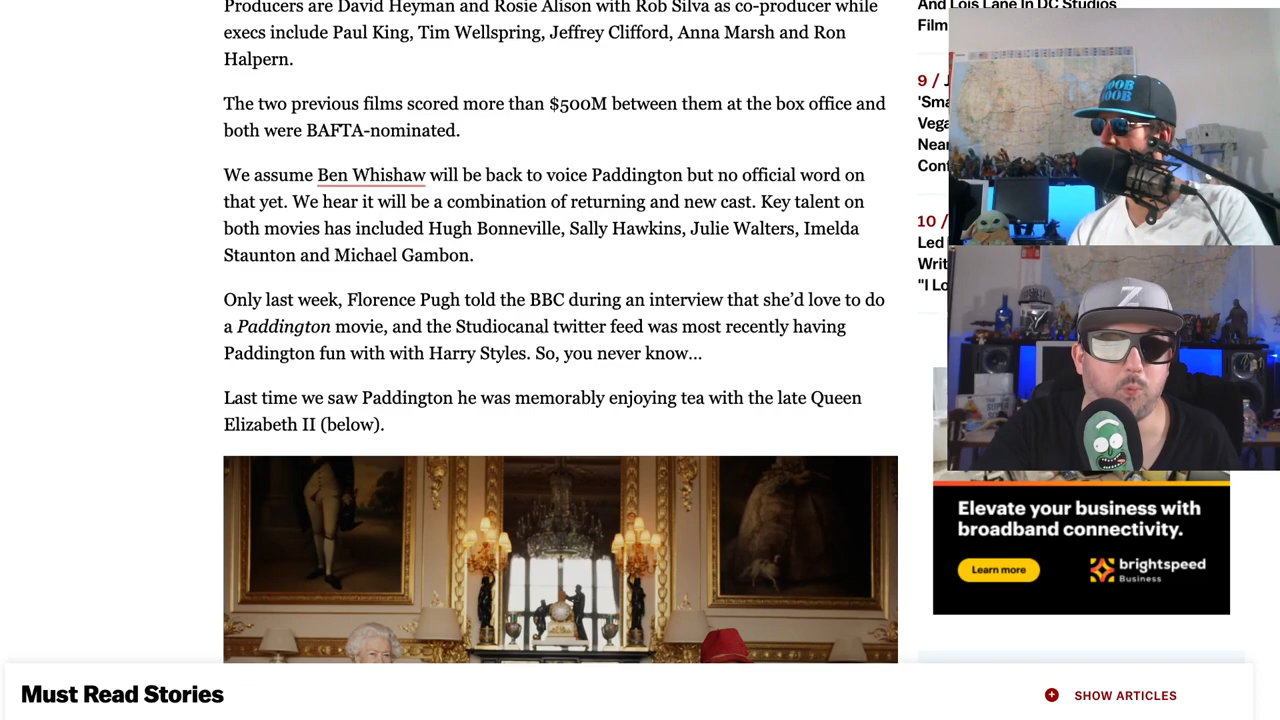 Producers are David Heyman and Rosie Alison with Rob Silva as co-producer while
execs include Paul King, Tim Wellspring, Jeffrey Clifford, Anna Marsh and Ron
Halpern.
The two previous films scored more than $500M between them at the box office and
both were BAFTA-nominated.
We assume Ben Whishaw will be back to voice Paddington but no official word on
that yet. We hear it will be a combination of returning and new cast. Key talent on
both movies has included Hugh Bonneville, Sally Hawkins, Julie Walters, Imelda
Staunton and Michael Gambon.
Only last week, Florence Pugh told the BBC during an interview that she’d love to do
a Paddington movie, and the Studiocanal twitter feed was most recently having
Paddington fun with with Harry Styles. So, you never know…
Last time we saw Paddington he was memorably enjoying tea with the late Queen
Elizabeth II (below).
And Lois Lane In DC Studios
Film
9 /
'Sma
Vega
Near
Conf
10 /
Led
Writ
"I Lo
NOOB
NOOB
Z
Elevate your business with
broadband connectivity.
Learn more
brightspeed
Business
Must Read Stories
SHOW ARTICLES